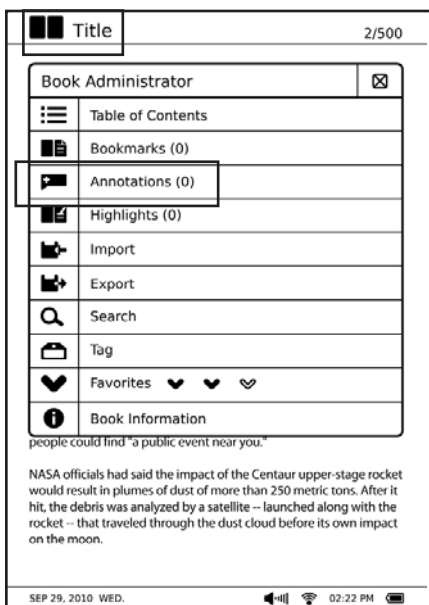 Title
2/500
Book Administrator
Table of Contents
Bookmarks (0)
Annotations (0)
Highlights (0)
Import
Export
Search
Tag
Favorites
Book Information
people could find "a public event near you."
NASA officials had said the impact of the Centaur upper-stage rocket
would result in plumes of dust of more than 250 metric tons. After it
hit, the debris was analyzed by a satellite -- launched along with the
rocket -- that traveled through the dust cloud before its own impact
on the moon.
SEP 29, 2010 WED. 02:22 PM